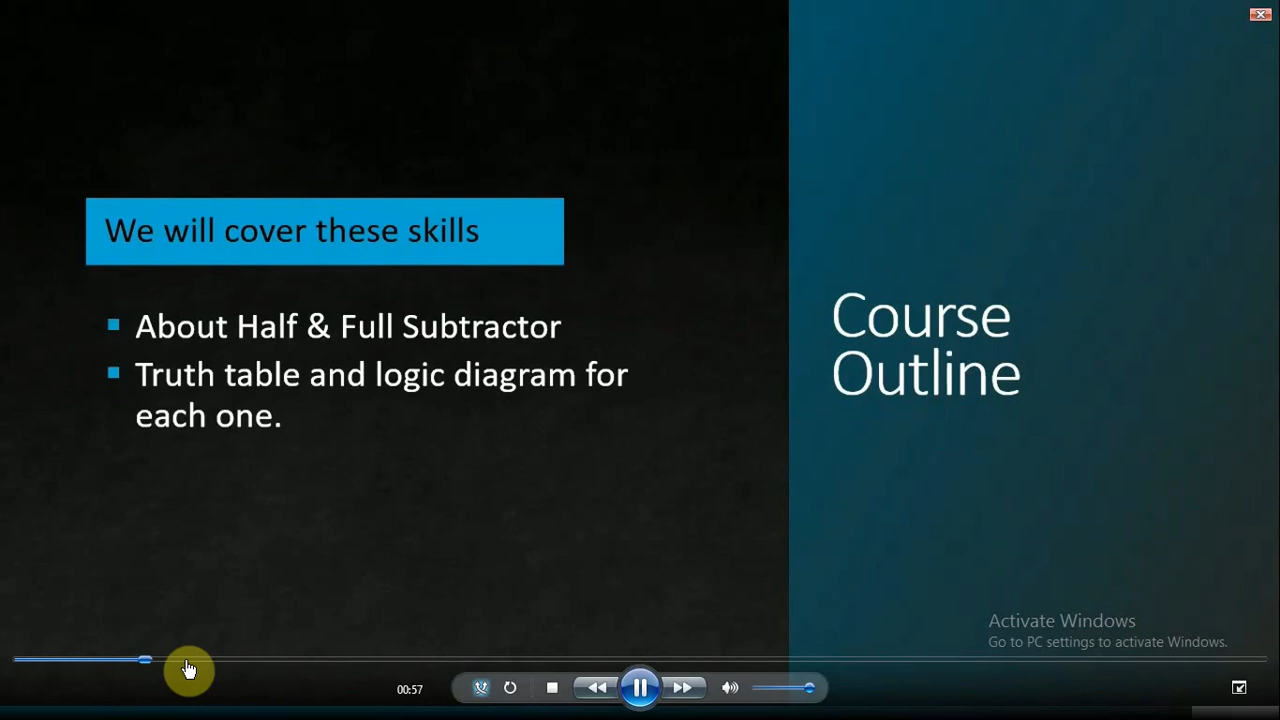 We will cover these skills
About Half & Full Subtractor
Truth table and logic diagram for
each one.
Course
Outline
Activate Windows
Go to PC settings to activate Windows.
00:57